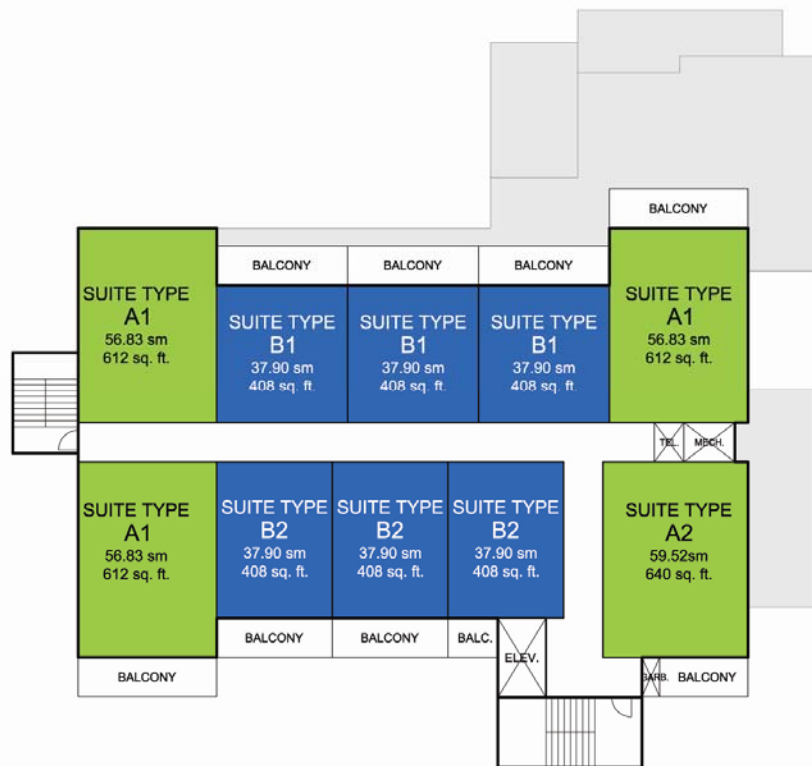 BALCONY
BALCONY
BALCONY
BALCONY
SUITE TYPE
A1
56.83 sm
612 sq. ft.
SUITE TYPE
B1
37.90 sm
408 sq. ft.
SUITE TYPE
B1
37.90 sm
408 sq. ft.
SUITE TYPE
B1
37.90 sm
408 sq. ft.
SUITE TYPE
A1
56.83 sm
612 sq. ft.
TEL.
MECH.
SUITE TYPE
A1
56.83 sm
612 sq. ft.
SUITE TYPE
B2
37.90 sm
408 sq. ft.
SUITE TYPE
B2
37.90 sm
408 sq. ft.
SUITE TYPE
B2
37.90 sm
408 sq. ft.
SUITE TYPE
A2
59.52sm
640 sq. ft.
BALCONY
BALCONY
BALC.
ELEV.
BALCONY
GARB.
BALCONY